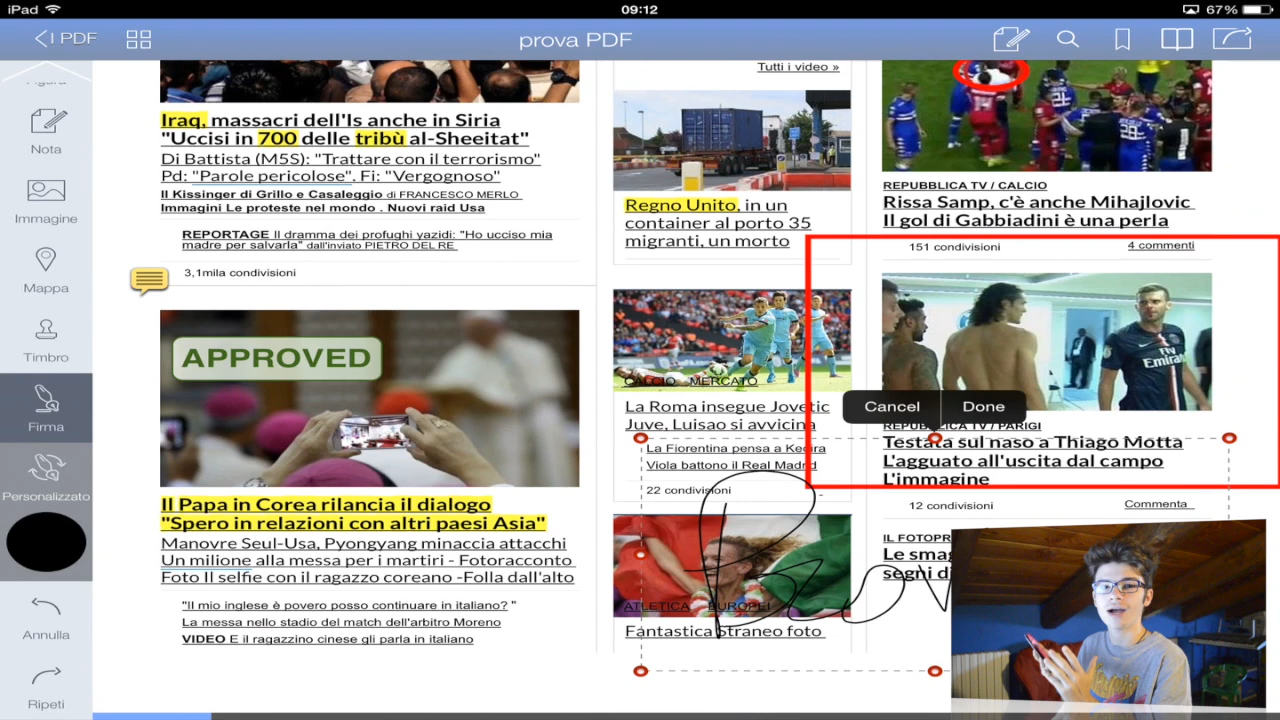 iPad
09:12
67%
I PDF
prova PDF
Nota
Immagine
Mappa
Timbro
Firma
Personalizzato
Annulla
Ripeti
Iraq, massacri dell'Is anche in Siria
"Uccisi in 700 delle tribù al-Sheeitat"
Di Battista (M5S): "Trattare con il terrorismo"
Pd: "Parole pericolose", Fi: "Vergognoso"
Il Kissinger di Grillo e Casaleggio di FRANCESCO MERLO
Immagini Le proteste nel mondo . Nuovi raid Usa
REPORTAGE Il dramma dei profughi yazidi: "Ho ucciso mia
madre per salvarla" dall'inviato PIETRO DEL RE
3,1mila condivisioni
APPROVED
Il Papa in Corea rilancia il dialogo
"Spero in relazioni con altri paesi Asia"
Manovre Seul-Usa, Pyongyang minaccia attacchi
Un milione alla messa per i martiri - Fotoracconto
Foto Il selfie con il ragazzo coreano -Folla dall'alto
"Il mio inglese è povero posso continuare in italiano? "
La messa nello stadio del match dell'arbitro Moreno
VIDEO E il ragazzino cinese gli parla in italiano
Tutti i video »
Regno Unito, in un
container al porto 35
migranti, un morto
CALCIO MERCATO
La Roma insegue Jovetic
Juve, Luisao si avvicina
La Fiorentina pensa a Kedira
Viola battono il Real Madrid
22 condivisioni
ATLETICA EUROPEI
Fantastica Straneo foto
REPUBBLICA TV / CALCIO
Rissa Samp, c'è anche Mihajlovic
Il gol di Gabbiadini è una perla
151 condivisioni
4 commenti
Fly
Emirates
Cancel
Done
REPUBBLICA TV / PARIGI
Testata sul naso a Thiago Motta
L'agguato all'uscita dal campo
L'immagine
12 condivisioni
Commenta
IL FOTOPR
Le smag
segni di